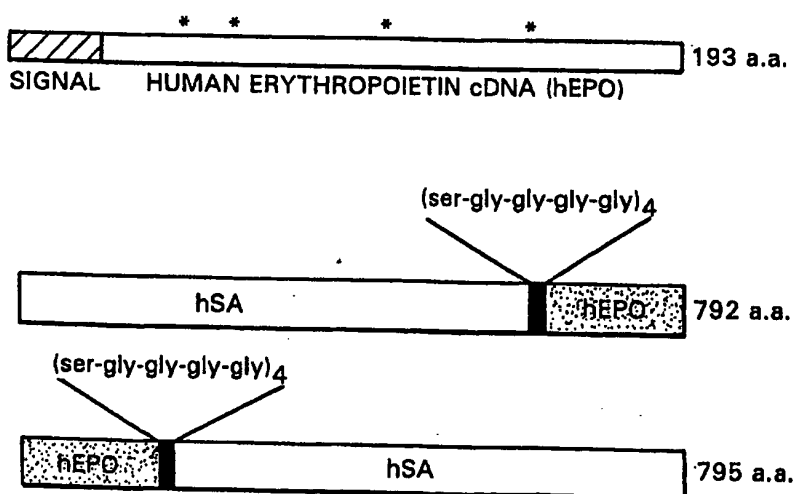 * * * *
193 a.a.
SIGNAL HUMAN ERYTHROPOIETIN cDNA (hEPO)
(ser-gly-gly-gly-gly)4
hSA hEPO 792 a.a.
(ser-gly-gly-gly-gly)4
hEPO hSA 795 a.a.